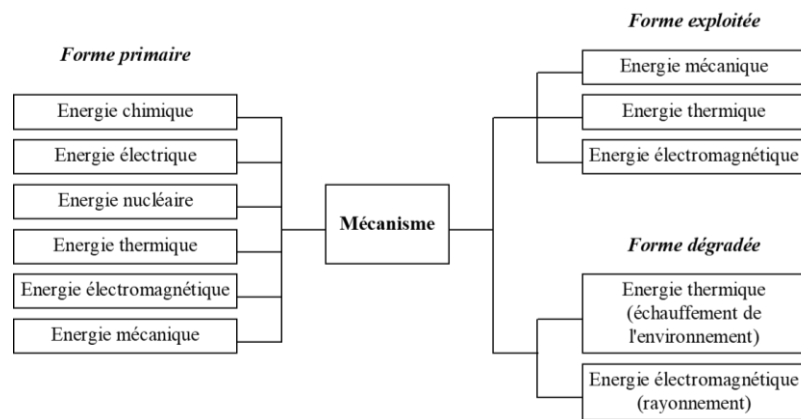 Forme primaire
Energie chimique
Energie électrique
Energie nucléaire
Energie thermique
Energie électromagnétique
Energie mécanique
Mécanisme
Forme exploitée
Energie mécanique
Energie thermique
Energie électromagnétique
Forme dégradée
Energie thermique
(échauffement de
l'environnement)
Energie électromagnétique
(rayonnement)